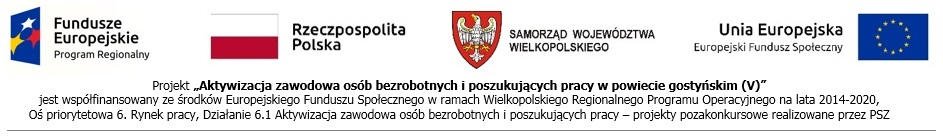 Fundusze
Europejskie
Program Regionalny
Rzeczpospolita
Polska
SAMORZĄD WOJEWÓDZTWA
WIELKOPOLSKIEGO
Unia Europejska
Europejski Fundusz Społeczny
Projekt „Aktywizacja zawodowa osób bezrobotnych i poszukujących pracy w powiecie gostyńskim (V)”
jest współfinansowany ze środków Europejskiego Funduszu Społecznego w ramach Wielkopolskiego Regionalnego Programu Operacyjnego na lata 2014-2020,
Oś priorytetowa 6. Rynek pracy, Działanie 6.1 Aktywizacja zawodowa osób bezrobotnych i poszukujących pracy – projekty pozakonkursowe realizowane przez PSZ